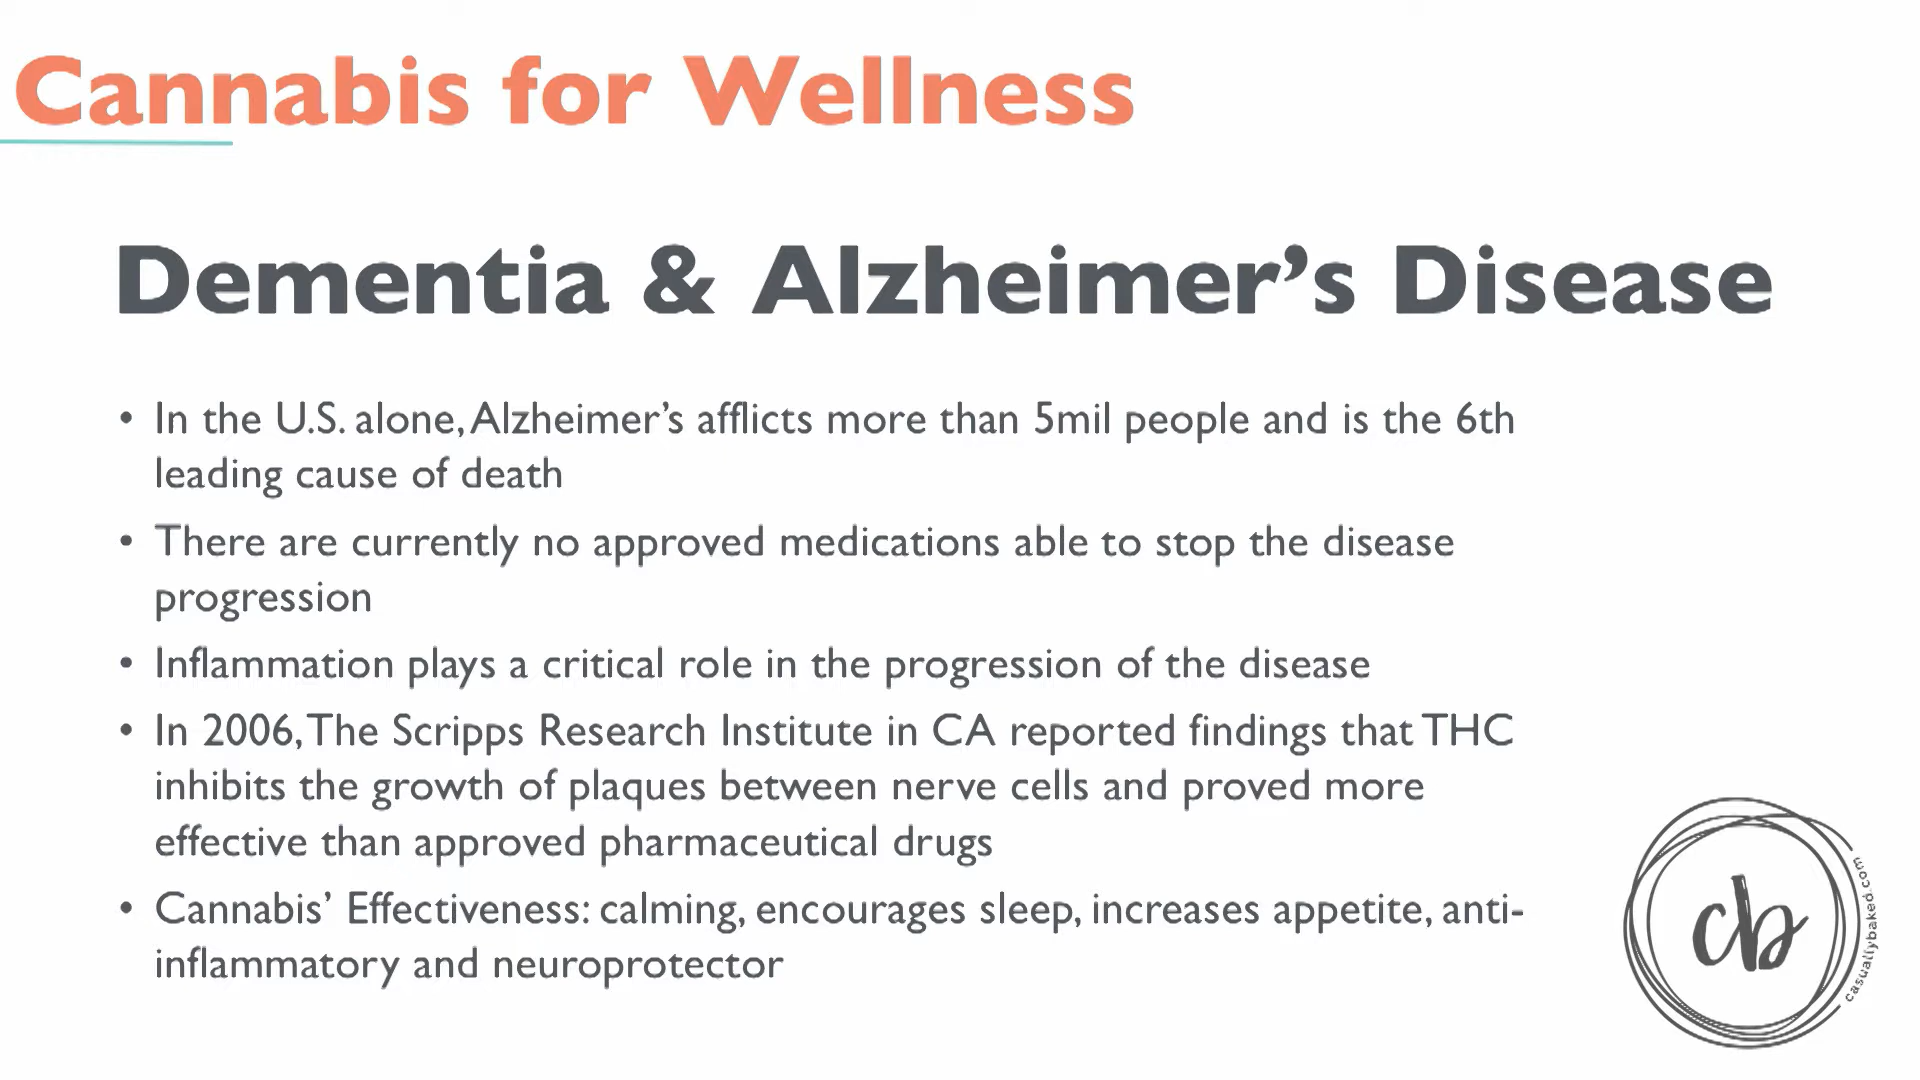 Cannabis for Wellness
Dementia & Alzheimer’s Disease
• In the U.S. alone, Alzheimer’s afflicts more than 5mil people and is the 6th
leading cause of death
• There are currently no approved medications able to stop the disease
progression
• Inflammation plays a critical role in the progression of the disease
• In 2006, The Scripps Research Institute in CA reported findings that THC
inhibits the growth of plaques between nerve cells and proved more
effective than approved pharmaceutical drugs
• Cannabis’ Effectiveness: calming, encourages sleep, increases appetite, anti-
inflammatory and neuroprotector
cb
casuallybaked.com